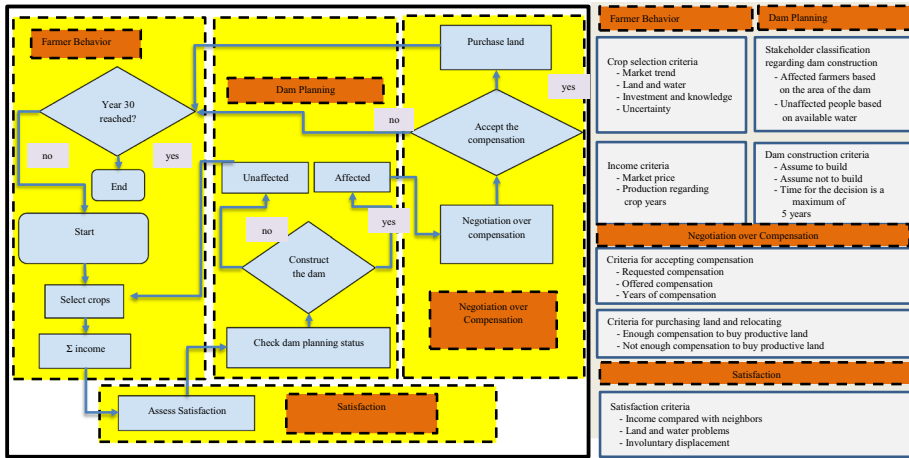 Farmer Behavior
Year 30
reached?
no
yes
End
Start
Select crops
Σ income
Dam Planning
Unaffected
Affected
no
yes
Construct
the dam
Check dam planning status
Purchase land
yes
no
Accept the
compensation
Negotiation over
compensation
Negotiation over
Compensation
Assess Satisfaction
Satisfaction
Farmer Behavior
Crop selection criteria
- Market trend
- Land and water
- Investment and knowledge
- Uncertainty
Income criteria
- Market price
- Production regarding
crop years
Dam Planning
Stakeholder classification
regarding dam construction
- Affected farmers based
on the area of the dam
- Unaffected people based
on available water
Dam construction criteria
- Assume to build
- Assume not to build
- Time for the decision is a
maximum of
5 years
Negotiation over Compensation
Criteria for accepting compensation
- Requested compensation
- Offered compensation
- Years of compensation
Criteria for purchasing land and relocating
- Enough compensation to buy productive land
- Not enough compensation to buy productive land
Satisfaction
Satisfaction criteria
- Income compared with neighbors
- Land and water problems
- Involuntary displacement